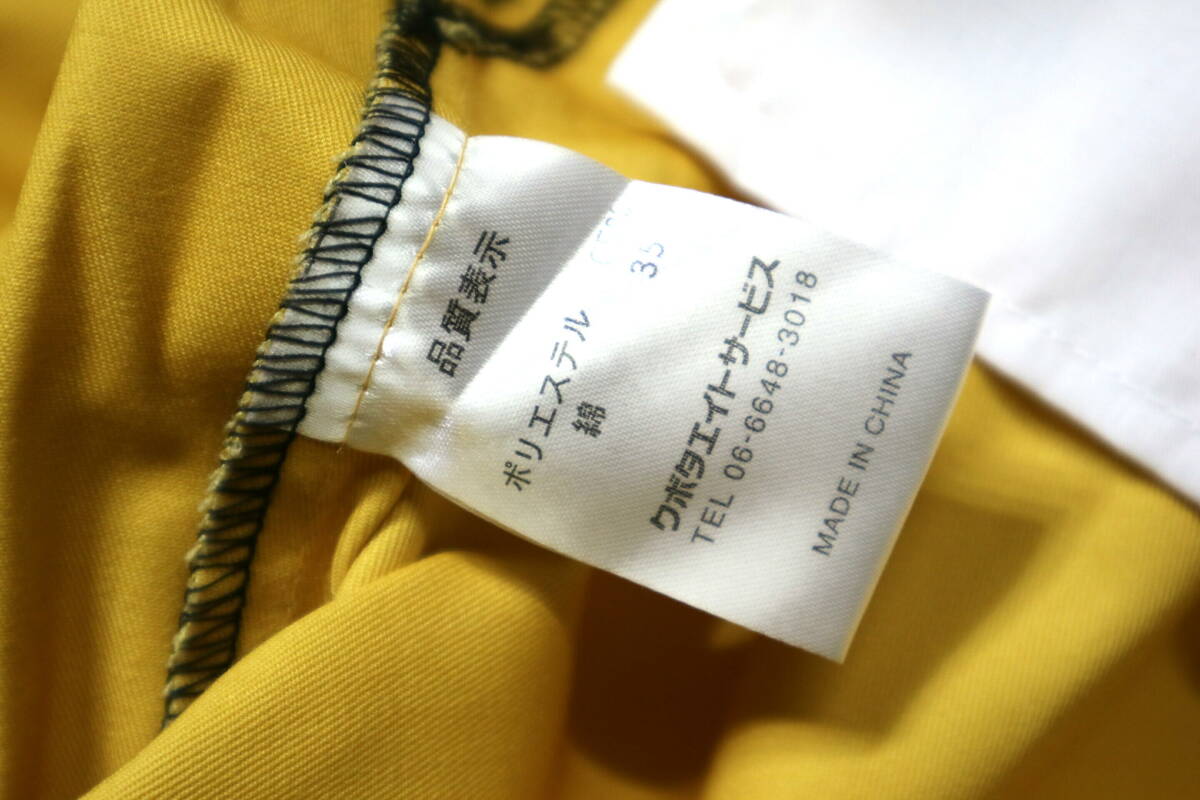 品質表示
ポリエステル
綿 35
クボタエイトサービス
TEL 06-6648-3018
MADE IN CHINA